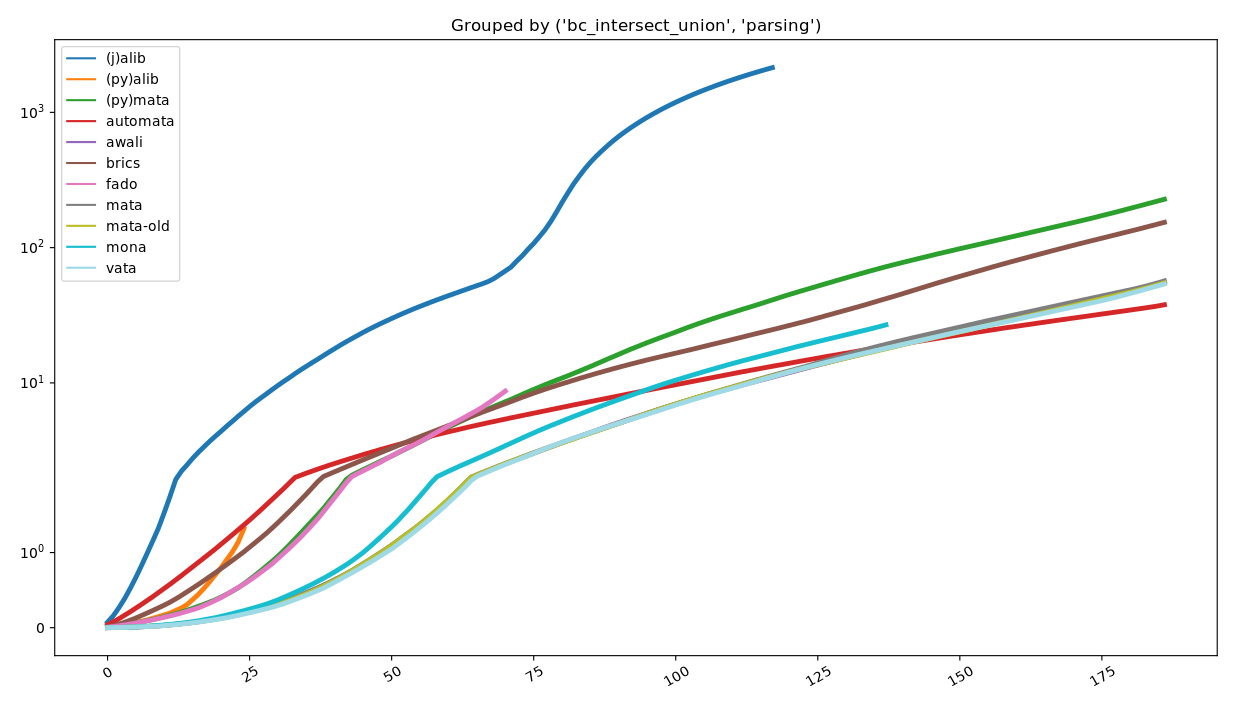 Grouped by ('bc_intersect_union', 'parsing')
(j)alib
(py)alib
(py)mata
automata
awali
brics
fado
mata
mata-old
mona
vata
10³
10²
10¹
10⁰
0
0
25
50
75
100
125
150
175